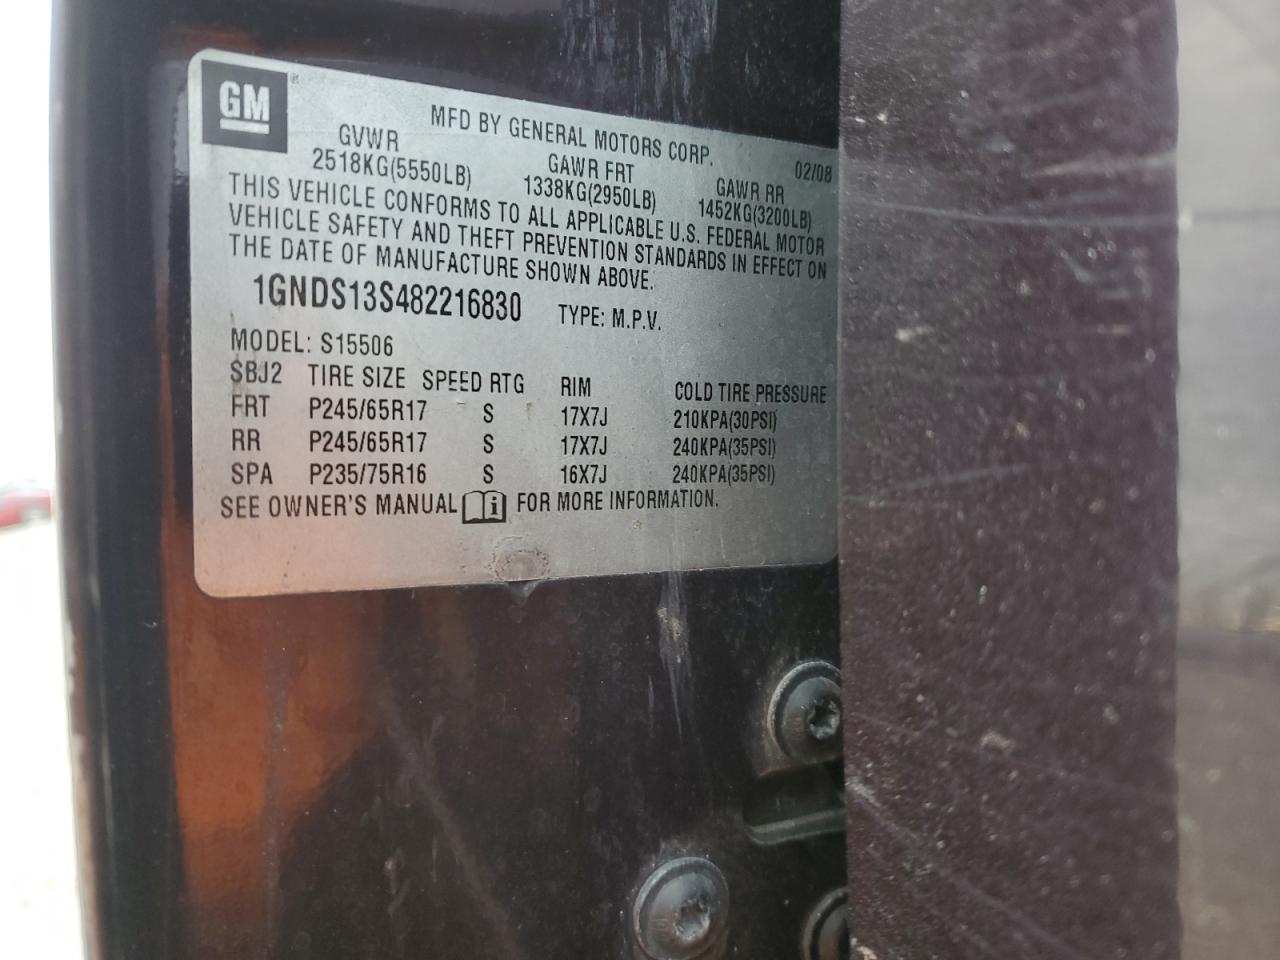 GM
MFD BY GENERAL MOTORS CORP. 02/08
GVWR GAWR FRT GAWR RR
2518KG(5550LB) 1338KG(2950LB) 1452KG(3200LB)
THIS VEHICLE CONFORMS TO ALL APPLICABLE U.S. FEDERAL MOTOR
VEHICLE SAFETY AND THEFT PREVENTION STANDARDS IN EFFECT ON
THE DATE OF MANUFACTURE SHOWN ABOVE.
1GNDS13S482216830 TYPE: M.P.V.
MODEL: S15506
SBJ2 TIRE SIZE SPEED RTG RIM COLD TIRE PRESSURE
FRT P245/65R17 S 17X7J 210KPA(30PSI)
RR P245/65R17 S 17X7J 240KPA(35PSI)
SPA P235/75R16 S 16X7J 240KPA(35PSI)
SEE OWNER'S MANUAL i FOR MORE INFORMATION.